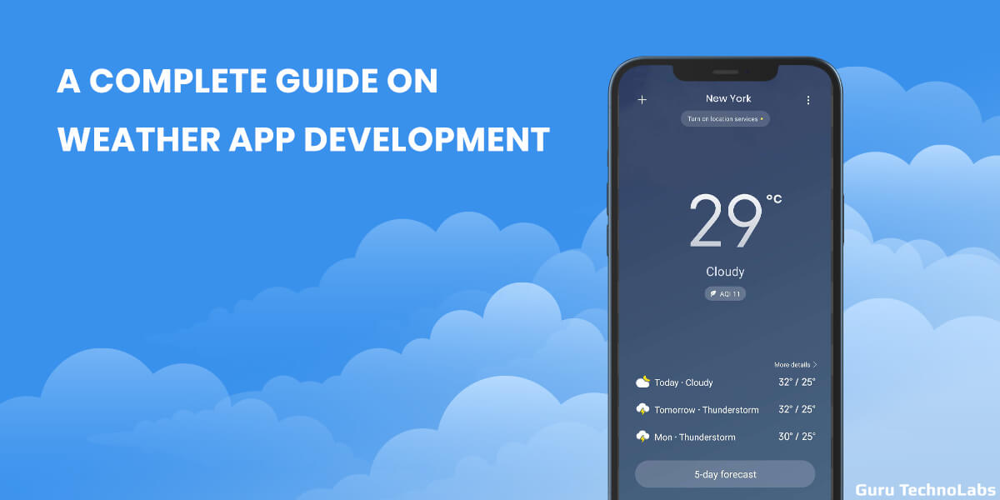 A COMPLETE GUIDE ON
WEATHER APP DEVELOPMENT
New York
Turn on location services
29°C
Cloudy
AQI 11
More details
Today · Cloudy 32° / 25°
Tomorrow · Thunderstorm 32° / 25°
Mon · Thunderstorm 30° / 25°
5-day forecast
Guru TechnoLabs